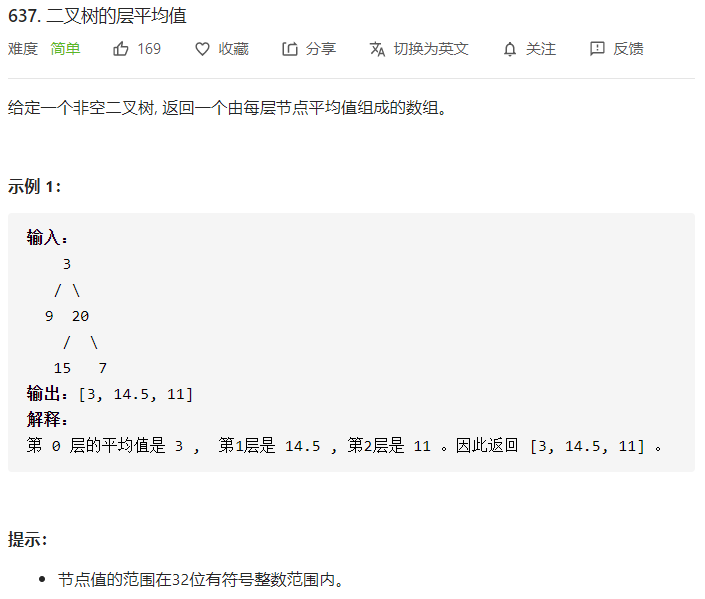 637. 二叉树的层平均值
难度 简单 169 收藏 分享 切换为英文 关注 反馈
给定一个非空二叉树, 返回一个由每层节点平均值组成的数组。
示例 1：
输入：
3
/ \
9 20
/ \
15 7
输出：[3, 14.5, 11]
解释：
第 0 层的平均值是 3 , 第1层是 14.5 , 第2层是 11 。因此返回 [3, 14.5, 11] 。
提示：
节点值的范围在32位有符号整数范围内。